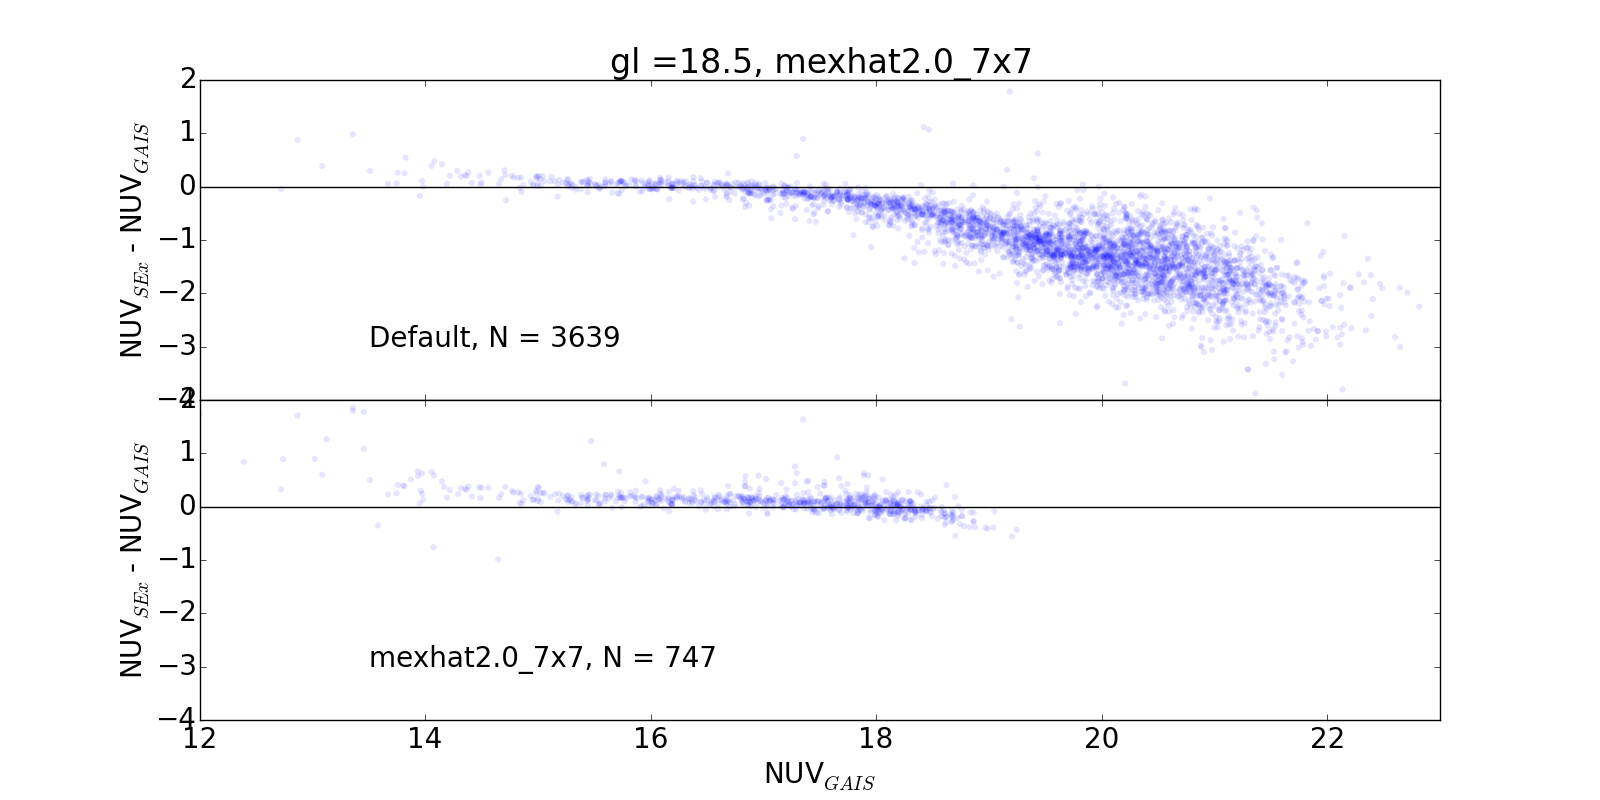 gl =18.5, mexhat2.0_7x7
2
1
0
−1
−2
−3
−4
NUV_SEx - NUV_GAIS
Default, N = 3639
2
1
0
−1
−2
−3
−4
NUV_SEx - NUV_GAIS
mexhat2.0_7x7, N = 747
12 14 16 18 20 22
NUV_GAIS